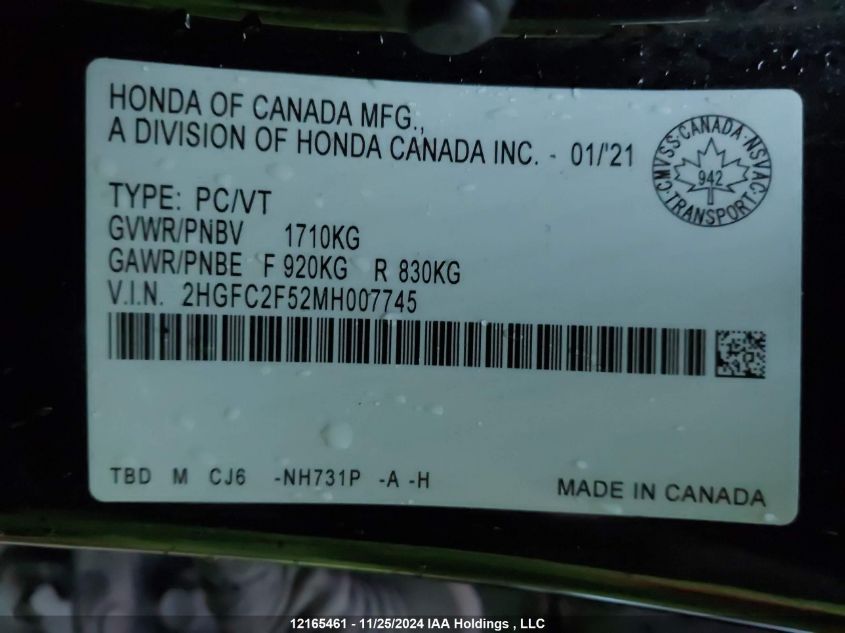 HONDA OF CANADA MFG.,
A DIVISION OF HONDA CANADA INC. - 01/'21
CMVSS·CANADA·NSVAC·TRANSPORT·
942
TYPE: PC/VT
GVWR/PNBV 1710KG
GAWR/PNBE F 920KG R 830KG
V.I.N. 2HGFC2F52MH007745
TBD M CJ6 -NH731P -A -H
MADE IN CANADA
12165461 - 11/25/2024 IAA Holdings , LLC